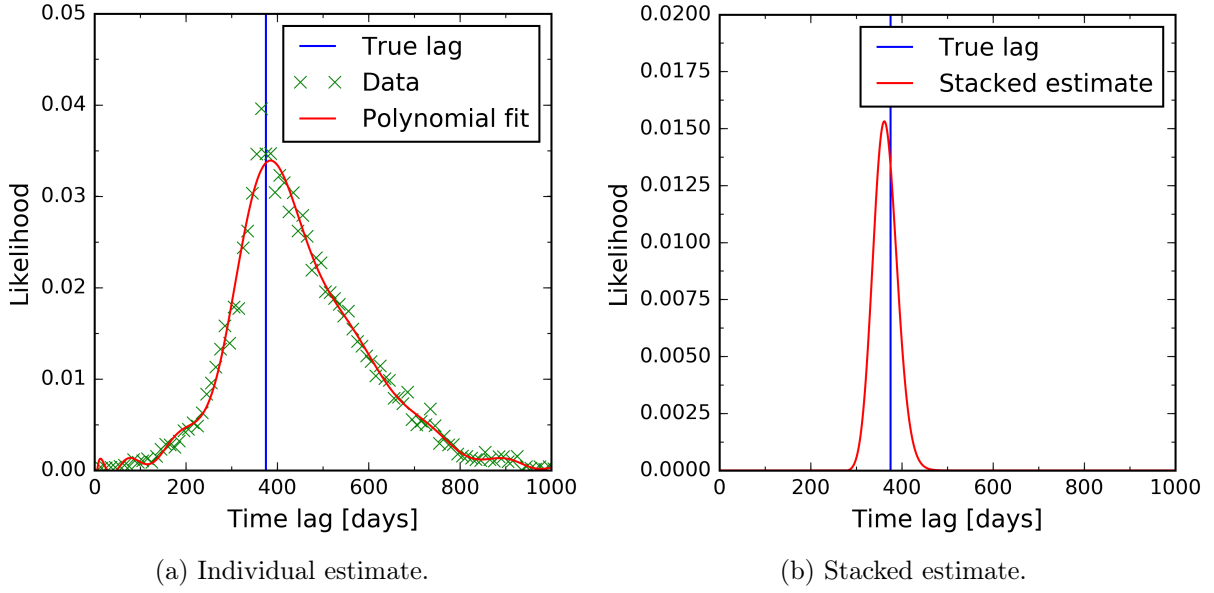 0.05
0.04
0.03
0.02
0.01
0.00
Likelihood
True lag
Data
Polynomial fit
0 200 400 600 800 1000
Time lag [days]
(a) Individual estimate.
0.0200
0.0175
0.0150
0.0125
0.0100
0.0075
0.0050
0.0025
0.0000
Likelihood
True lag
Stacked estimate
0 200 400 600 800 1000
Time lag [days]
(b) Stacked estimate.